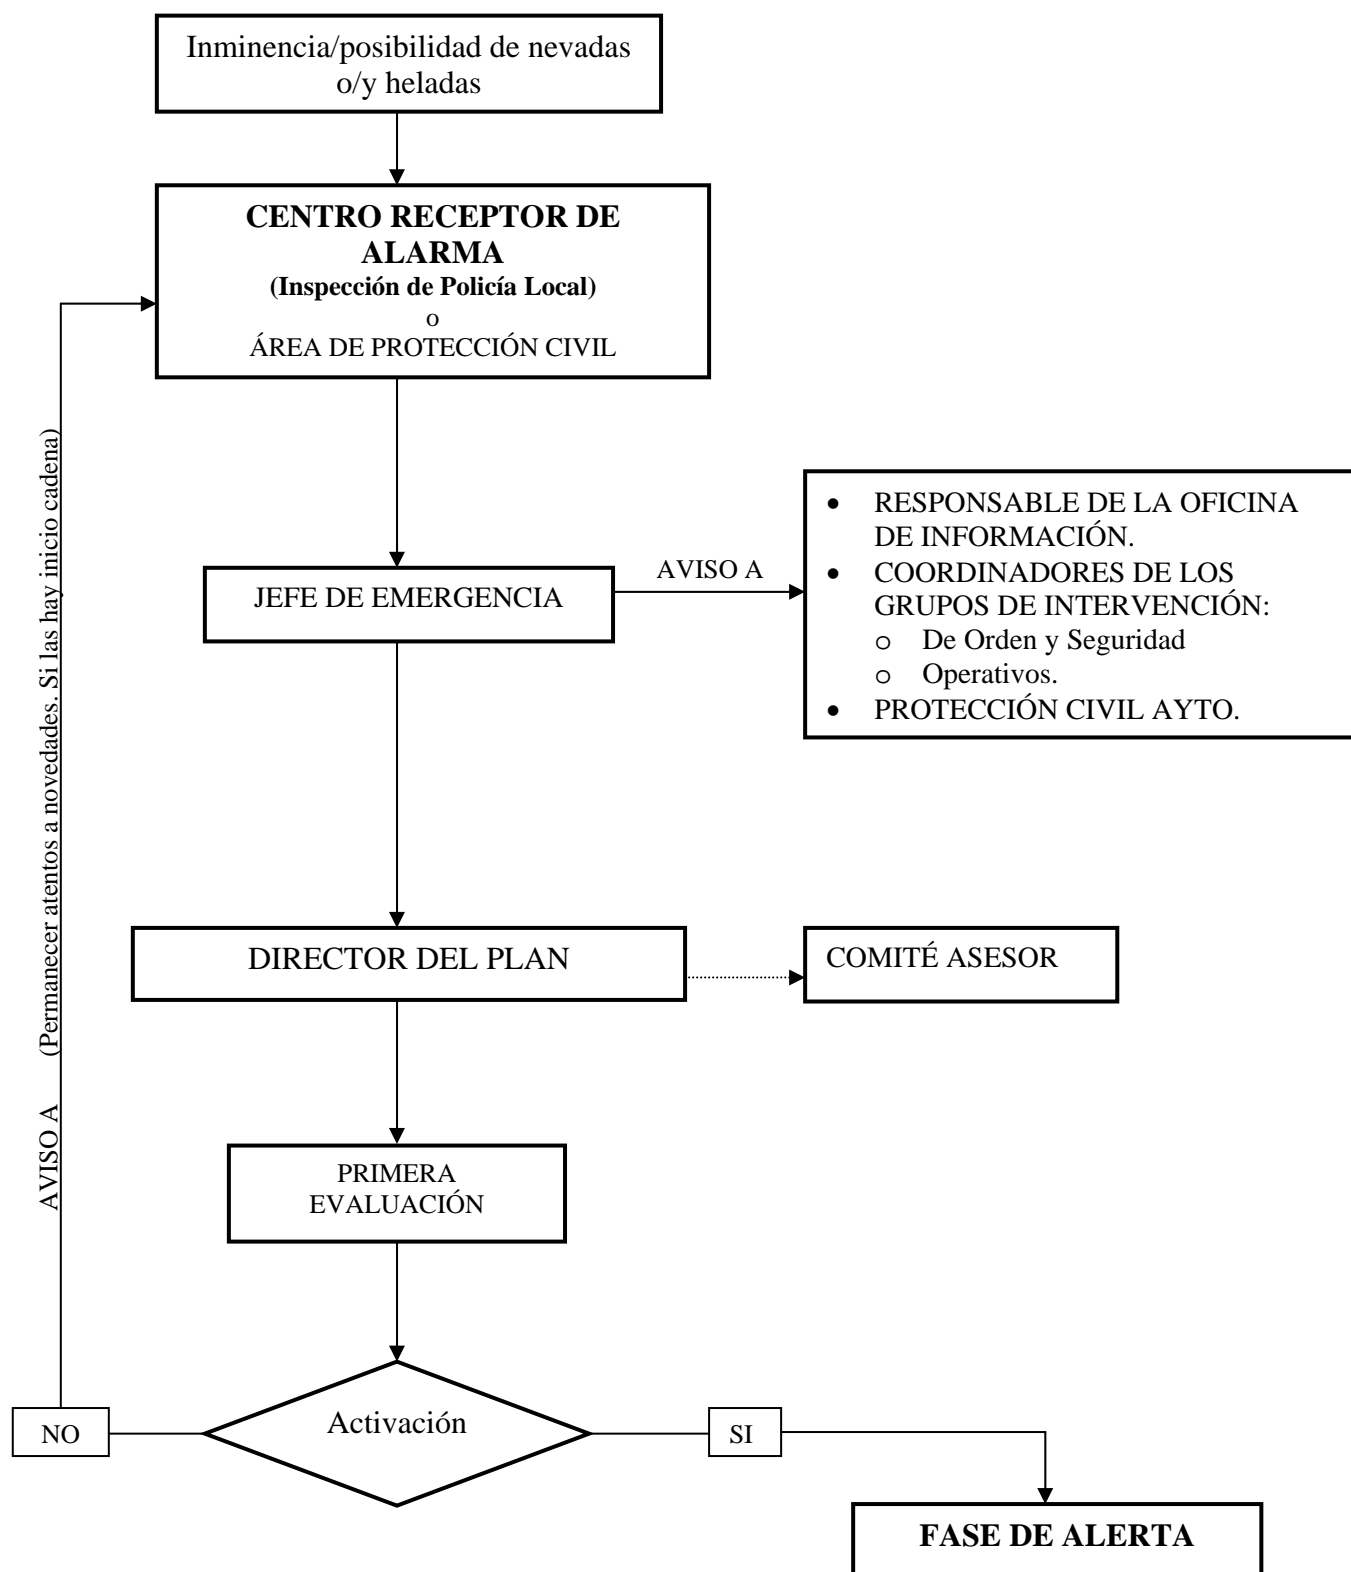 Inminencia/posibilidad de nevadas
o/y heladas
CENTRO RECEPTOR DE
ALARMA
(Inspección de Policía Local)
o
ÁREA DE PROTECCIÓN CIVIL
AVISO A (Permanecer atentos a novedades. Si las hay inicio cadena)
JEFE DE EMERGENCIA
AVISO A
• RESPONSABLE DE LA OFICINA
DE INFORMACIÓN.
• COORDINADORES DE LOS
GRUPOS DE INTERVENCIÓN:
o De Orden y Seguridad
o Operativos.
• PROTECCIÓN CIVIL AYTO.
DIRECTOR DEL PLAN
COMITÉ ASESOR
PRIMERA
EVALUACIÓN
Activación
NO
SI
FASE DE ALERTA